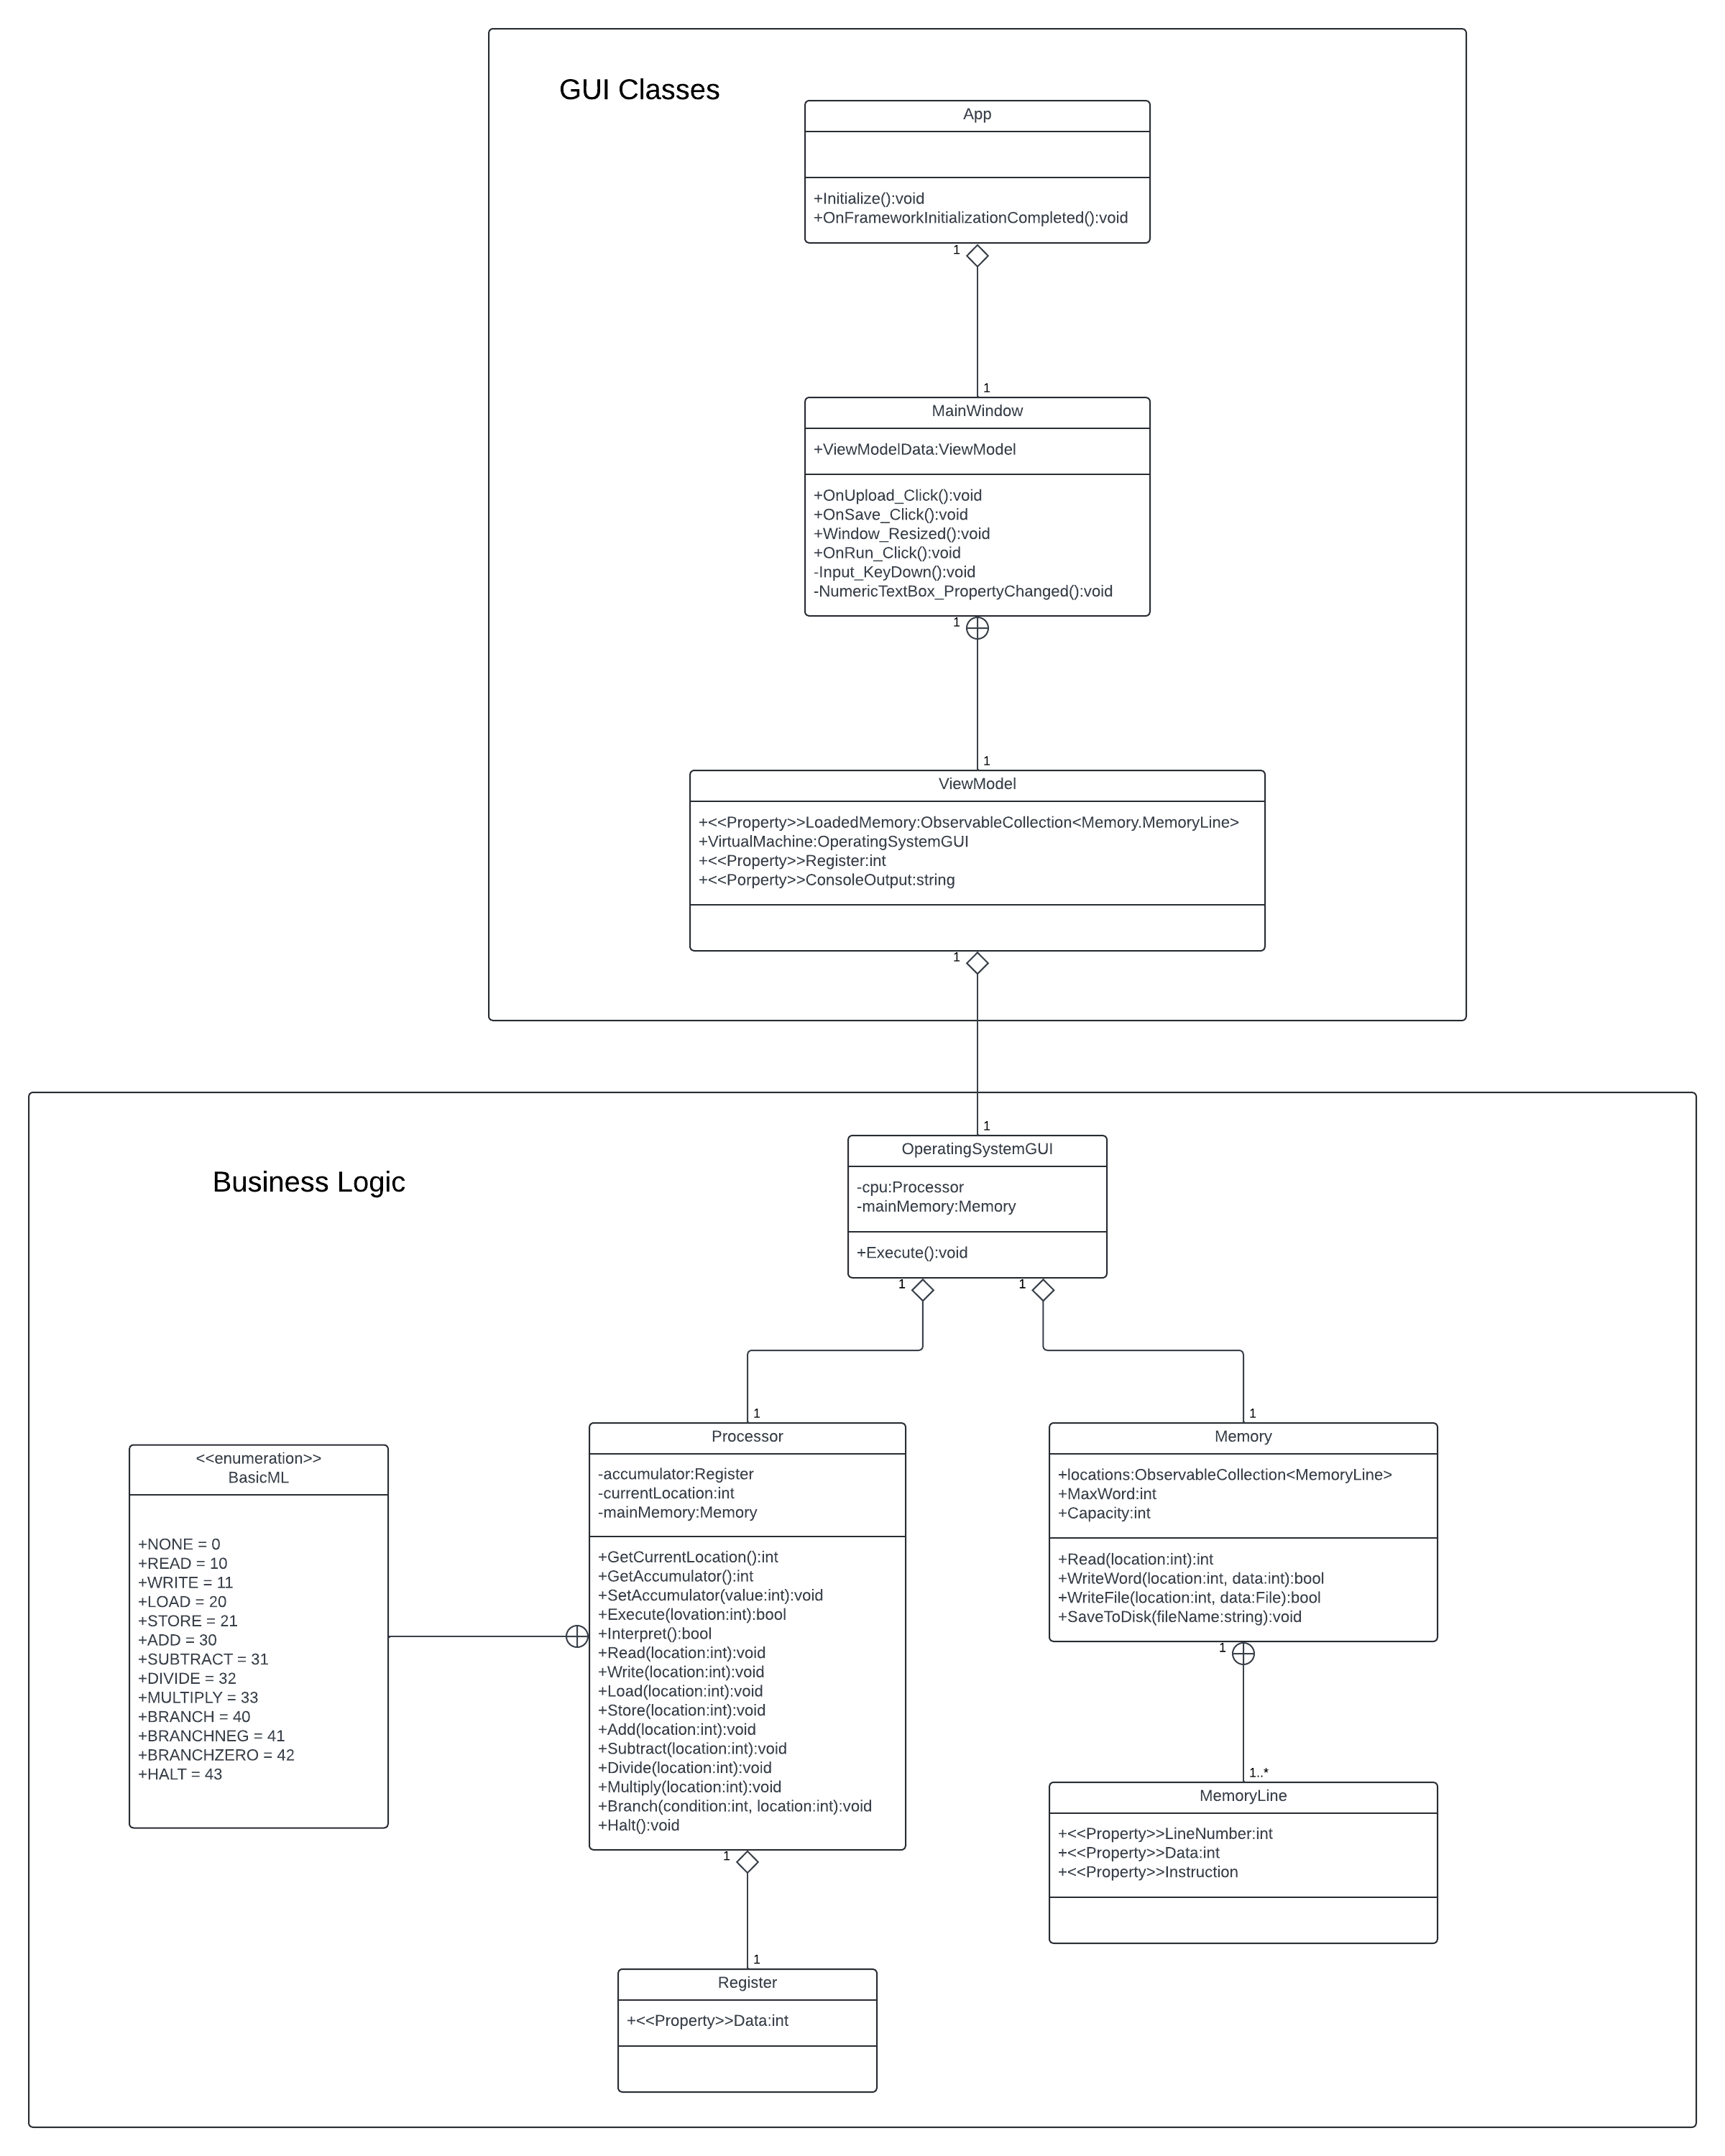 GUI Classes
App
+Initialize():void
+OnFrameworkInitializationCompleted():void
1
1
MainWindow
+ViewModelData:ViewModel
+OnUpload_Click():void
+OnSave_Click():void
+Window_Resized():void
+OnRun_Click():void
-Input_KeyDown():void
-NumericTextBox_PropertyChanged():void
1
1
ViewModel
+<<Property>>LoadedMemory:ObservableCollection<Memory.MemoryLine>
+VirtualMachine:OperatingSystemGUI
+<<Property>>Register:int
+<<Porperty>>ConsoleOutput:string
1
1
Business Logic
OperatingSystemGUI
-cpu:Processor
-mainMemory:Memory
+Execute():void
1
1
1
1
<<enumeration>>
BasicML
+NONE = 0
+READ = 10
+WRITE = 11
+LOAD = 20
+STORE = 21
+ADD = 30
+SUBTRACT = 31
+DIVIDE = 32
+MULTIPLY = 33
+BRANCH = 40
+BRANCHNEG = 41
+BRANCHZERO = 42
+HALT = 43
Processor
-accumulator:Register
-currentLocation:int
-mainMemory:Memory
+GetCurrentLocation():int
+GetAccumulator():int
+SetAccumulator(value:int):void
+Execute(lovation:int):bool
+Interpret():bool
+Read(location:int):void
+Write(location:int):void
+Load(location:int):void
+Store(location:int):void
+Add(location:int):void
+Subtract(location:int):void
+Divide(location:int):void
+Multiply(location:int):void
+Branch(condition:int, location:int):void
+Halt():void
Memory
+locations:ObservableCollection<MemoryLine>
+MaxWord:int
+Capacity:int
+Read(location:int):int
+WriteWord(location:int, data:int):bool
+WriteFile(location:int, data:File):bool
+SaveToDisk(fileName:string):void
1
1..*
MemoryLine
+<<Property>>LineNumber:int
+<<Property>>Data:int
+<<Property>>Instruction
1
1
Register
+<<Property>>Data:int